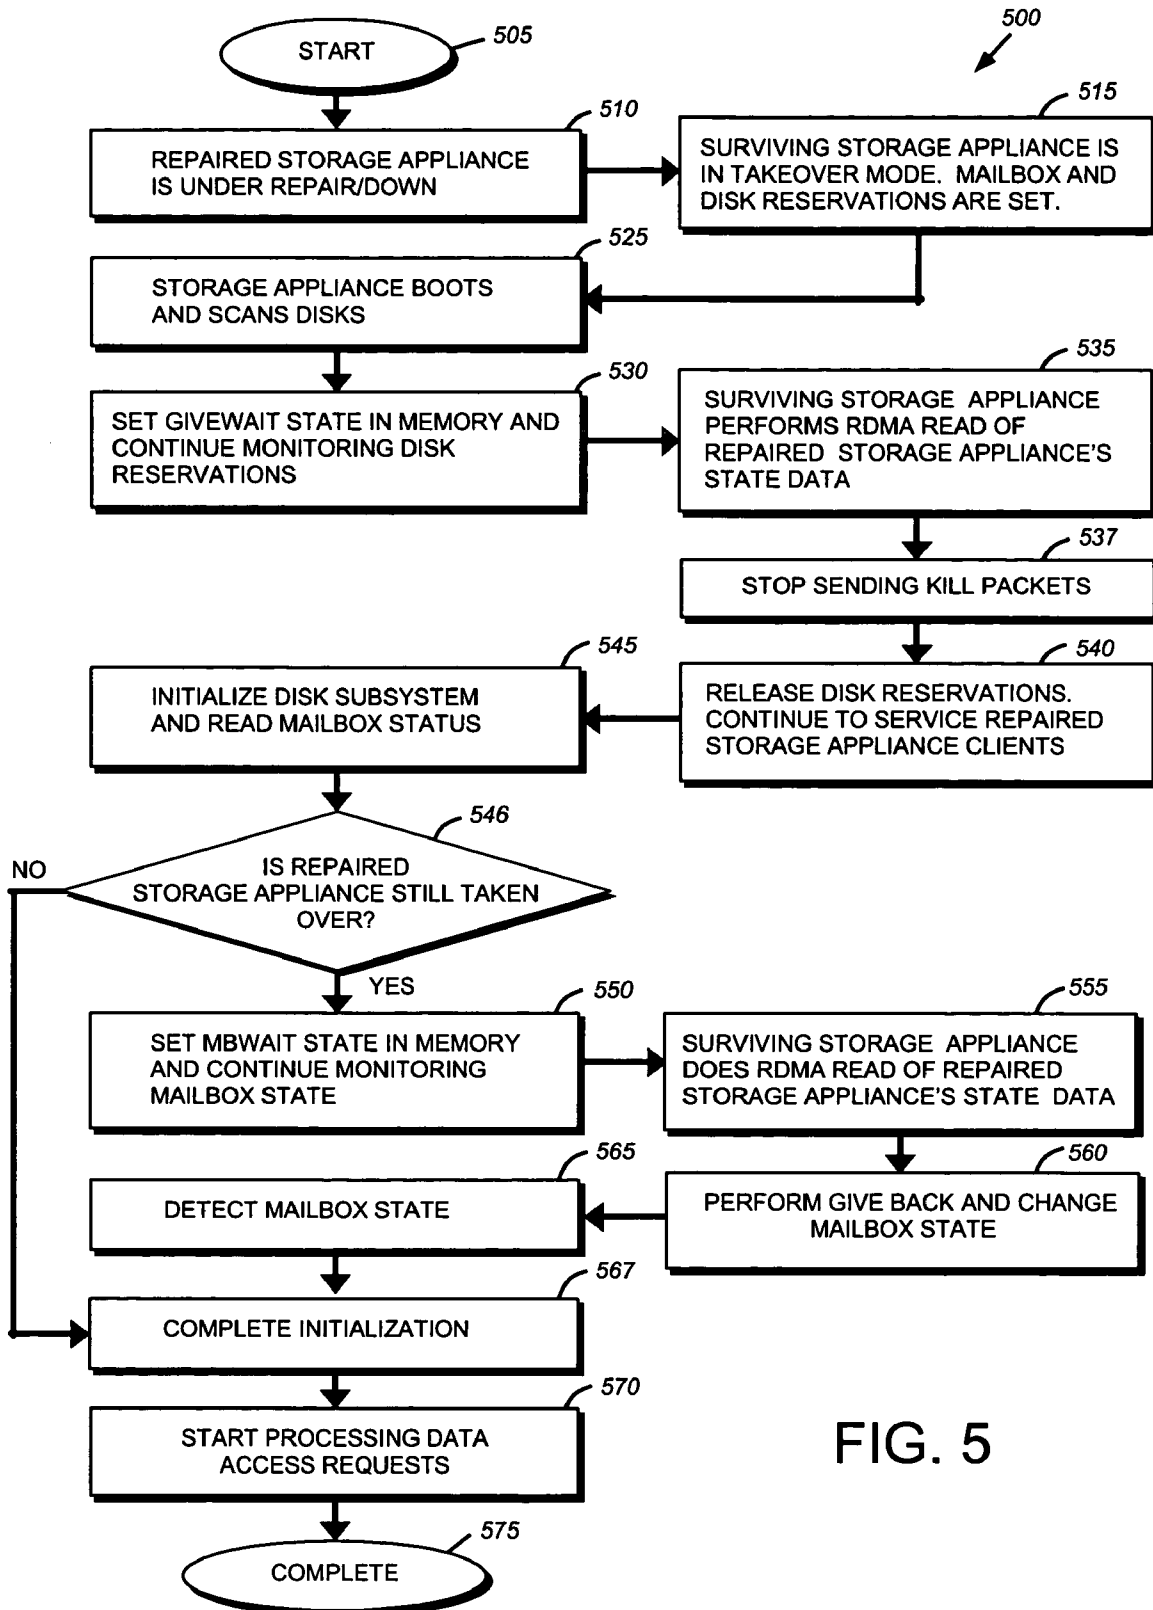 500
START
505
510
REPAIRED STORAGE APPLIANCE
IS UNDER REPAIR/DOWN
515
SURVIVING STORAGE APPLIANCE IS
IN TAKEOVER MODE. MAILBOX AND
DISK RESERVATIONS ARE SET.
525
STORAGE APPLIANCE BOOTS
AND SCANS DISKS
530
SET GIVEWAIT STATE IN MEMORY AND
CONTINUE MONITORING DISK
RESERVATIONS
535
SURVIVING STORAGE APPLIANCE
PERFORMS RDMA READ OF
REPAIRED STORAGE APPLIANCE'S
STATE DATA
537
STOP SENDING KILL PACKETS
540
RELEASE DISK RESERVATIONS.
CONTINUE TO SERVICE REPAIRED
STORAGE APPLIANCE CLIENTS
545
INITIALIZE DISK SUBSYSTEM
AND READ MAILBOX STATUS
546
IS REPAIRED
STORAGE APPLIANCE STILL TAKEN
OVER?
NO
YES
550
SET MBWAIT STATE IN MEMORY
AND CONTINUE MONITORING
MAILBOX STATE
555
SURVIVING STORAGE APPLIANCE
DOES RDMA READ OF REPAIRED
STORAGE APPLIANCE'S STATE DATA
560
PERFORM GIVE BACK AND CHANGE
MAILBOX STATE
565
DETECT MAILBOX STATE
567
COMPLETE INITIALIZATION
570
START PROCESSING DATA
ACCESS REQUESTS
575
COMPLETE
FIG. 5